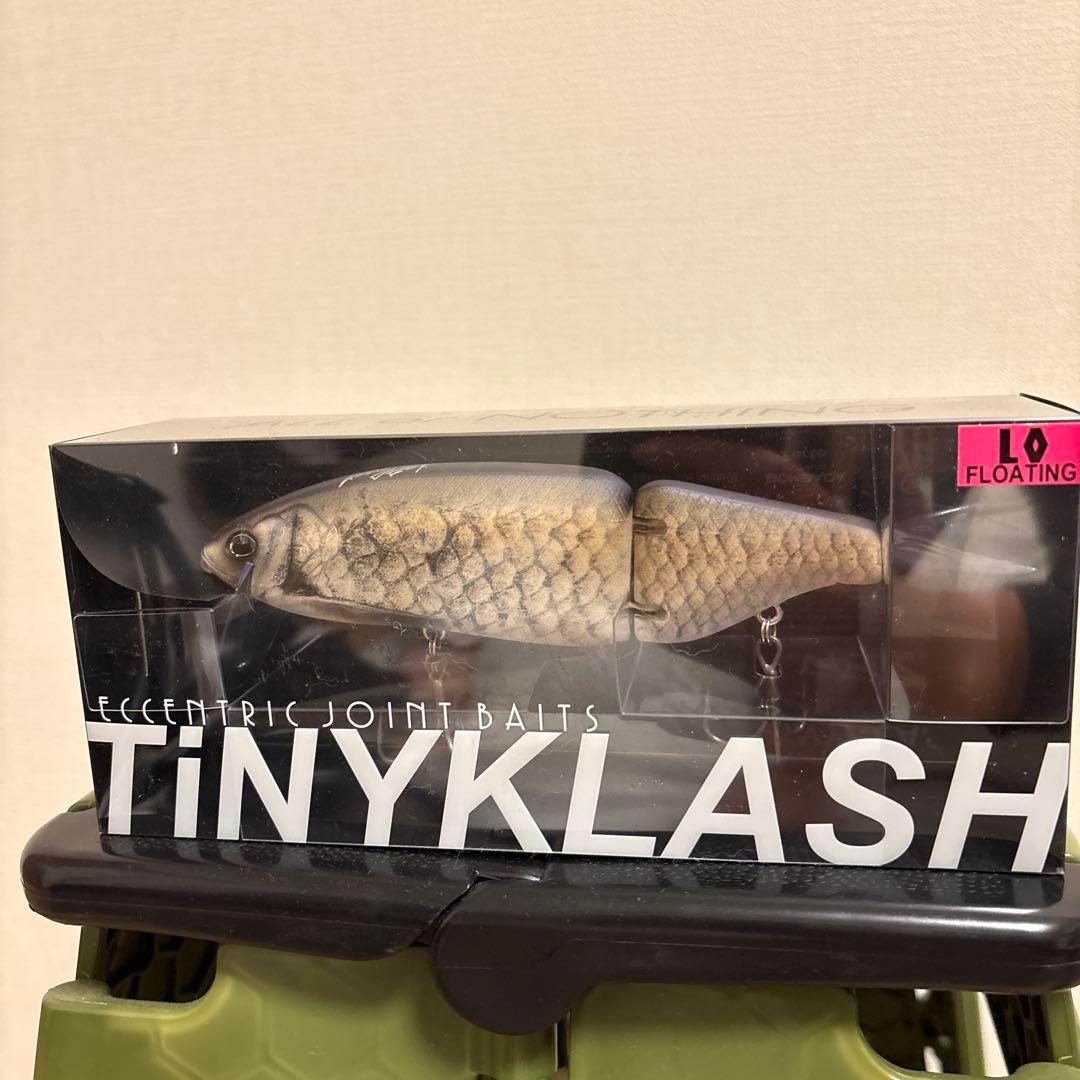 LO
FLOATING
ECCENTRIC JOINT BAITS
TiNYKLASH